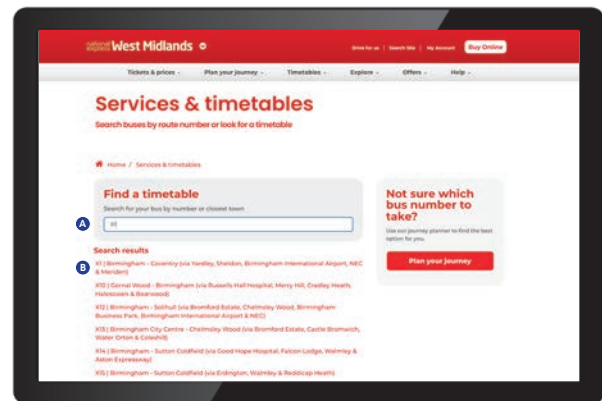 national express West Midlands
Drive for us | Search Site | My Account Buy Online
Tickets & prices Plan your journey Timetables Explore Offers Help
Services & timetables
Search buses by route number or look for a timetable
Home / Services & timetables
Find a timetable
Search for your bus by number or closest town
A
B
Search results
X1 | Birmingham - Coventry (via Yardley, Sheldon, Birmingham International Airport, NEC
& Meriden)
X10 | Gornal Wood - Birmingham (via Russells Hall Hospital, Merry Hill, Cradley Heath,
Halesowen & Bearwood)
X12 | Birmingham - Solihull (via Bromford Estate, Chelmsley Wood, Birmingham
Business Park, Birmingham International Airport & NEC)
X13 | Birmingham City Centre - Chelmsley Wood (via Bromford Estate, Castle Bromwich,
Water Orton & Coleshill)
X14 | Birmingham - Sutton Coldfield (via Good Hope Hospital, Falcon Lodge, Walmley &
Aston Expressway)
X15 | Birmingham - Sutton Coldfield (via Erdington, Walmley & Reddicap Heath)
Not sure which
bus number to
take?
Use our journey planner to find the best
option for you.
Plan your journey